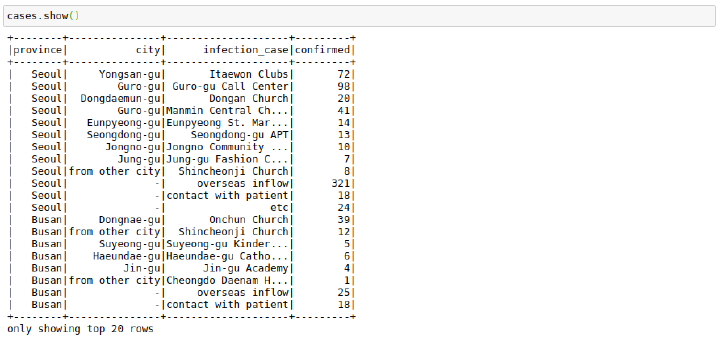 cases.show()
+--------+---------------+--------------------+---------+
|province|           city|      infection_case|confirmed|
+--------+---------------+--------------------+---------+
|   Seoul|     Yongsan-gu|       Itaewon Clubs|       72|
|   Seoul|        Guro-gu| Guro-gu Call Center|       98|
|   Seoul|  Dongdaemun-gu|       Dongan Church|       20|
|   Seoul|        Guro-gu|Manmin Central Ch...|       41|
|   Seoul|   Eunpyeong-gu|Eunpyeong St. Mar...|       14|
|   Seoul|   Seongdong-gu|    Seongdong-gu APT|       13|
|   Seoul|      Jongno-gu|Jongno Community ...|       10|
|   Seoul|        Jung-gu|Jung-gu Fashion C...|        7|
|   Seoul|from other city|  Shincheonji Church|        8|
|   Seoul|              -|     overseas inflow|      321|
|   Seoul|              -|contact with patient|       18|
|   Seoul|              -|                 etc|       24|
|   Busan|     Dongnae-gu|       Onchun Church|       39|
|   Busan|from other city|  Shincheonji Church|       12|
|   Busan|     Suyeong-gu|Suyeong-gu Kinder...|        5|
|   Busan|    Haeundae-gu|Haeundae-gu Catho...|        6|
|   Busan|         Jin-gu|      Jin-gu Academy|        4|
|   Busan|from other city|Cheongdo Daenam H...|        1|
|   Busan|              -|     overseas inflow|       25|
|   Busan|              -|contact with patient|       18|
+--------+---------------+--------------------+---------+
only showing top 20 rows